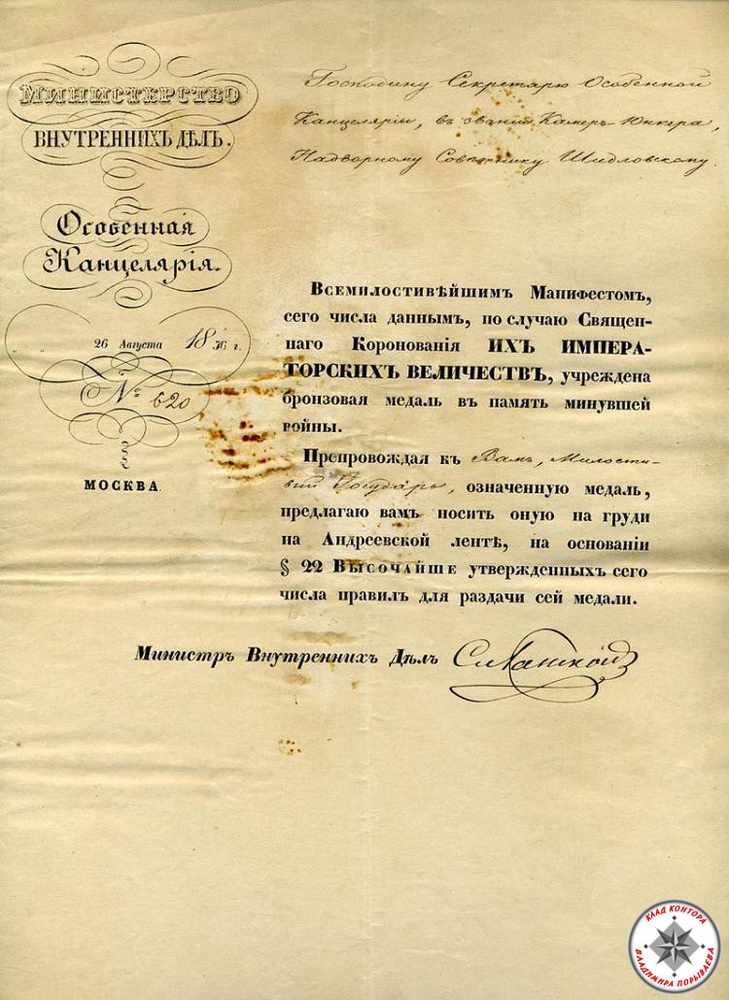 МИНИСТЕРСТВО
ВНУТРЕННИХЪ ДѢЛЪ.
Особенная
Канцелярія.
26 Августа 1856 г.
№ 620
МОСКВА.
Господину Секретарю Особенной
Канцеляріи, въ званіи Камеръ-Юнкера,
Надворному Совѣтнику Шидловскому.
Всемилостивѣйшимъ Манифестомъ,
сего числа даннымъ, по случаю Священ-
наго Коронованія ИХЪ ИМПЕРА-
ТОРСКИХЪ ВЕЛИЧЕСТВЪ, учреждена
бронзовая медаль въ память минувшей
войны.
Препровождая къ Вамъ, Милости-
вый Государь, означенную медаль,
предлагаю вамъ носить оную на груди
на Андреевской лентѣ, на основаніи
§ 22 Высочайше утвержденныхъ сего
числа правилъ для раздачи сей медали.
Министръ Внутреннихъ Дѣлъ С. Ланской
КЛАД КОНТОРА
ВЛАДИМИРА ПОРЫВАЕВА